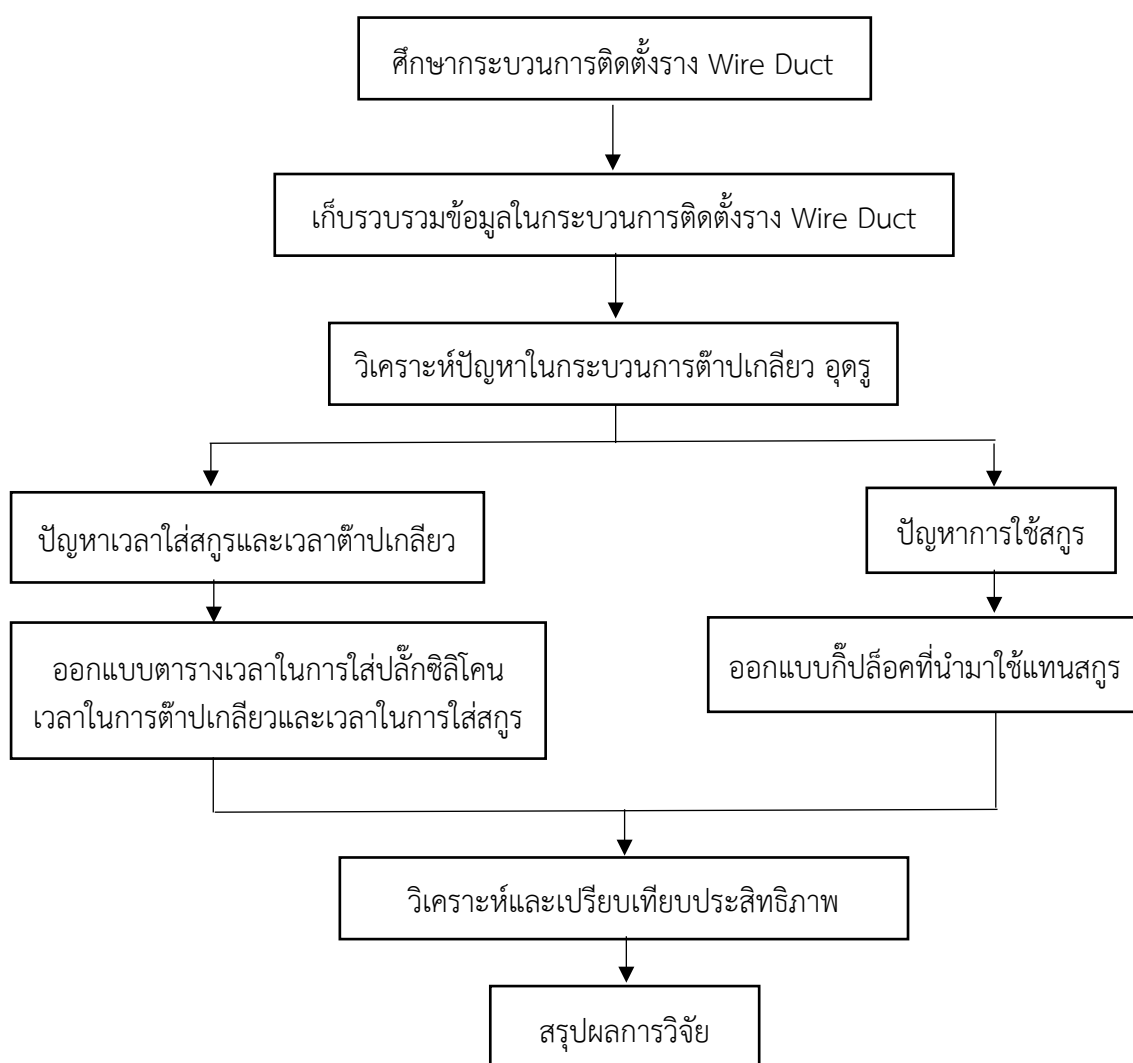 ศึกษากระบวนการติดตั้งราง Wire Duct
เก็บรวบรวมข้อมูลในกระบวนการติดตั้งราง Wire Duct
วิเคราะห์ปัญหาในกระบวนการต๊าปเกลียว อุดรู
ปัญหาเวลาใส่สกูรและเวลาต๊าปเกลียว
ปัญหาการใช้สกูร
ออกแบบตารางเวลาในการใส่ปลั๊กซิลิโคน
เวลาในการต๊าปเกลียวและเวลาในการใส่สกูร
ออกแบบกิ๊ปล็อคที่นำมาใช้แทนสกูร
วิเคราะห์และเปรียบเทียบประสิทธิภาพ
สรุปผลการวิจัย